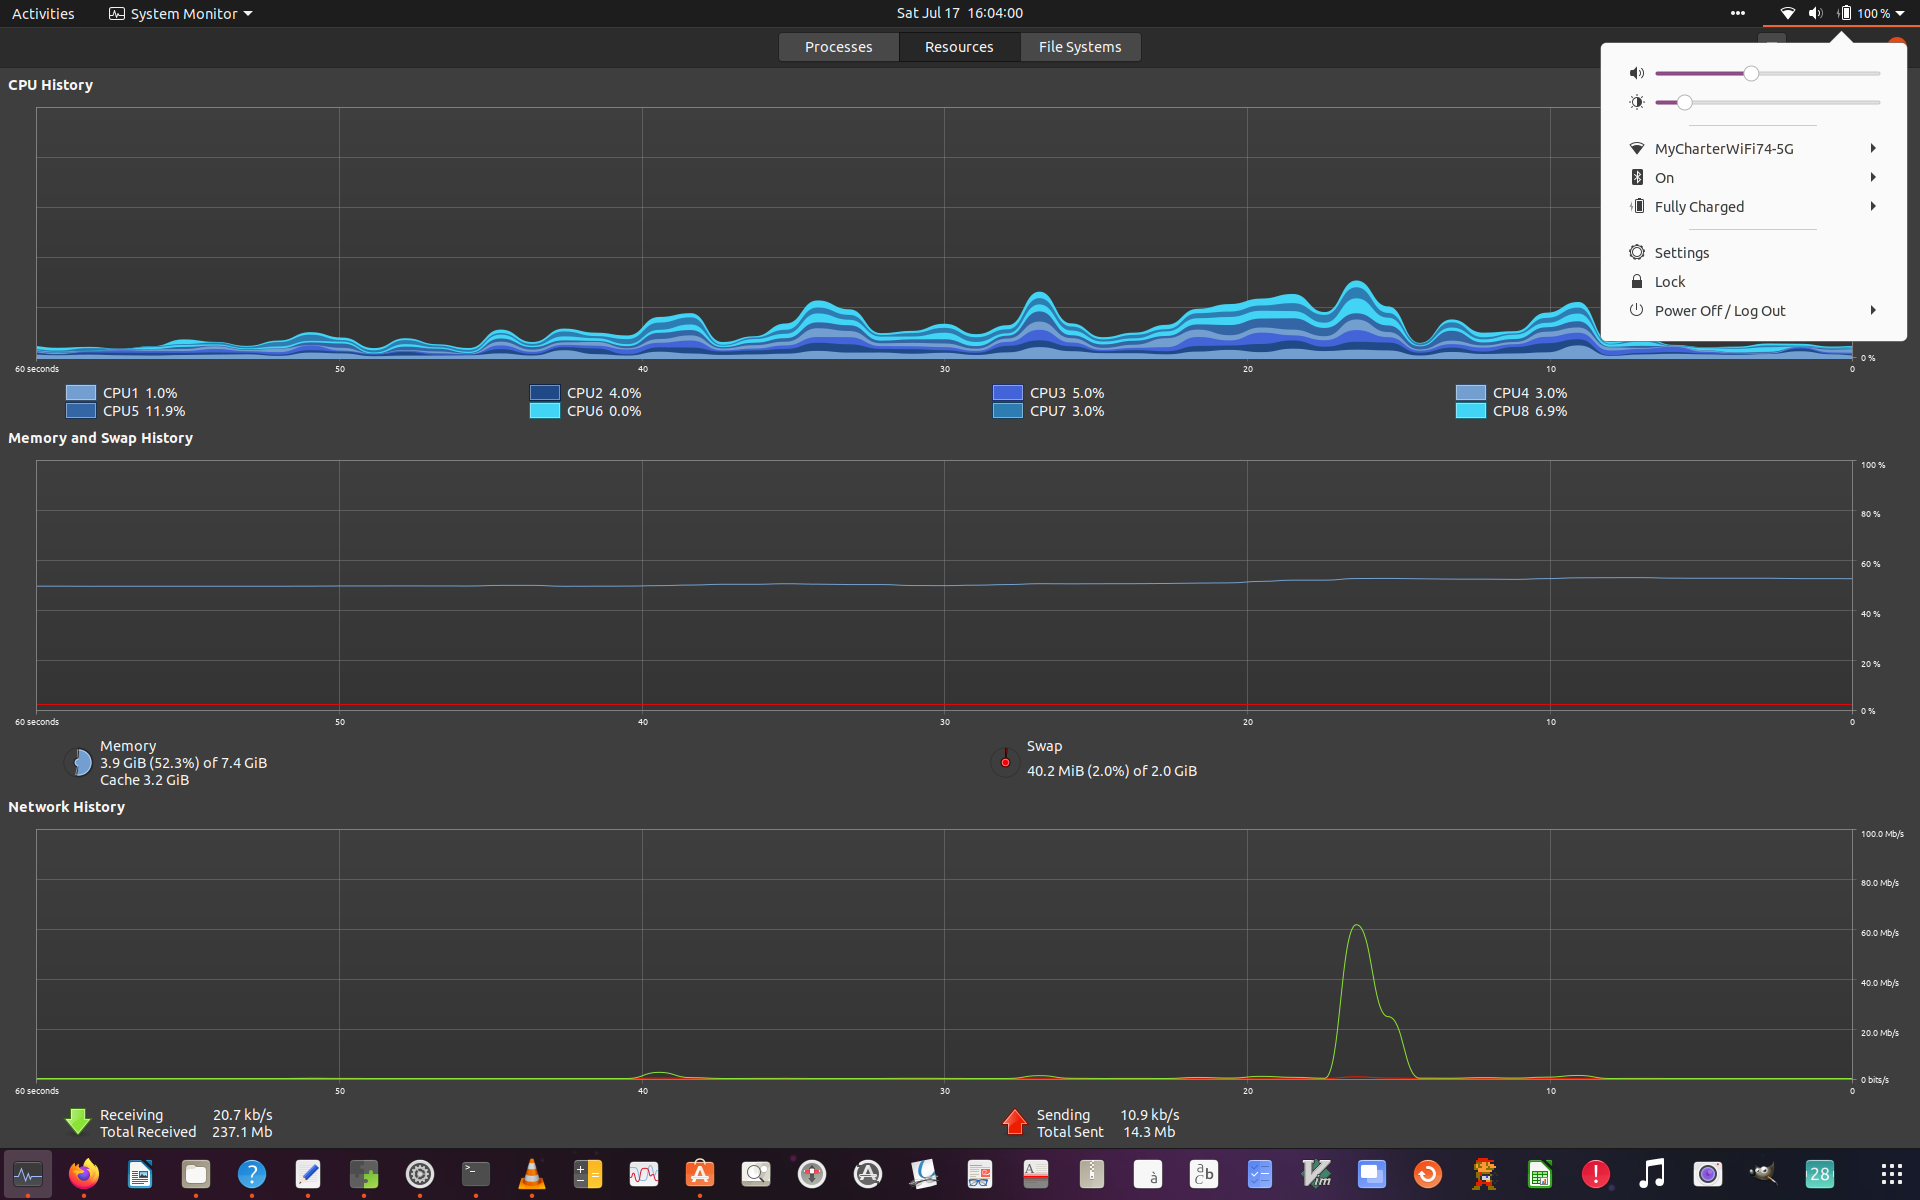 Activities System Monitor Sat Jul 17 16:04:00 100 %
Processes Resources File Systems
CPU History
MyCharterWiFi74-5G
On
Fully Charged
Settings
Lock
Power Off / Log Out
0 %
60 seconds 50 40 30 20 10 0
CPU1 1.0% CPU2 4.0% CPU3 5.0% CPU4 3.0%
CPU5 11.9% CPU6 0.0% CPU7 3.0% CPU8 6.9%
Memory and Swap History
100 %
80 %
60 %
40 %
20 %
0 %
60 seconds 50 40 30 20 10 0
Memory
3.9 GiB (52.3%) of 7.4 GiB
Cache 3.2 GiB
Swap
40.2 MiB (2.0%) of 2.0 GiB
Network History
100.0 Mb/s
80.0 Mb/s
60.0 Mb/s
40.0 Mb/s
20.0 Mb/s
0 bits/s
60 seconds 50 40 30 20 10 0
Receiving 20.7 kb/s
Total Received 237.1 Mb
Sending 10.9 kb/s
Total Sent 14.3 Mb
28